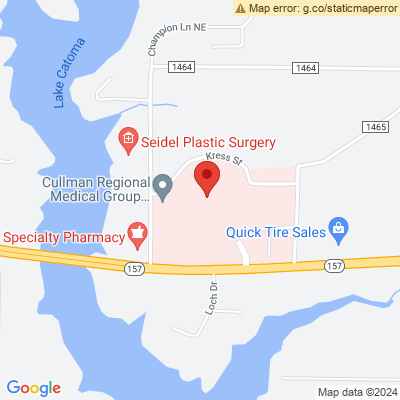 Map error: g.co/staticmaperror
Champion Ln NE
Lake Catoma
1464
1464
1465
Seidel Plastic Surgery
Kress St
Cullman Regional
Medical Group...
Specialty Pharmacy
Quick Tire Sales
157
157
Loch Dr
Google
Map data ©2024